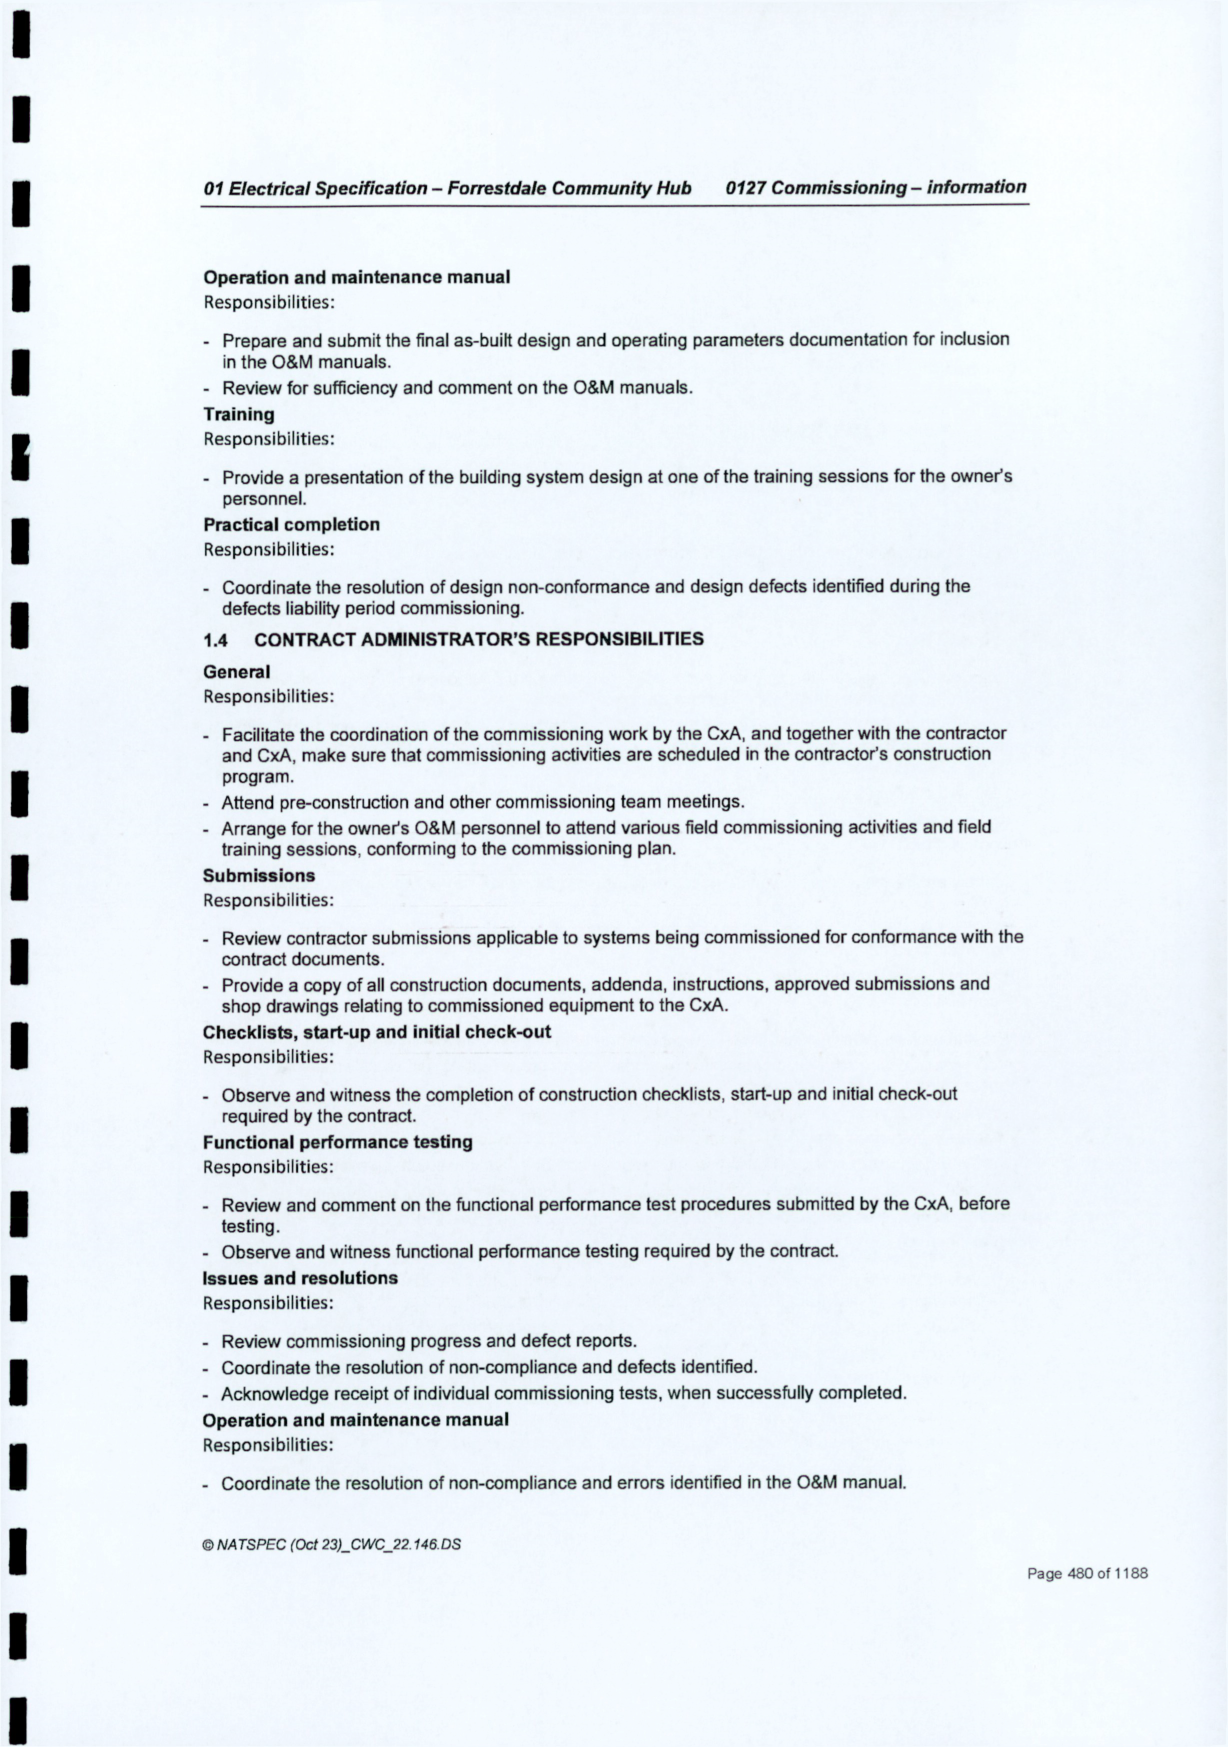 01 Electrical Specification – Forrestdale Community Hub 0127 Commissioning – information
Operation and maintenance manual
Responsibilities:
- Prepare and submit the final as-built design and operating parameters documentation for inclusion
in the O&M manuals.
- Review for sufficiency and comment on the O&M manuals.
Training
Responsibilities:
- Provide a presentation of the building system design at one of the training sessions for the owner's
personnel.
Practical completion
Responsibilities:
- Coordinate the resolution of design non-conformance and design defects identified during the
defects liability period commissioning.
1.4 CONTRACT ADMINISTRATOR'S RESPONSIBILITIES
General
Responsibilities:
- Facilitate the coordination of the commissioning work by the CxA, and together with the contractor
and CxA, make sure that commissioning activities are scheduled in the contractor's construction
program.
- Attend pre-construction and other commissioning team meetings.
- Arrange for the owner's O&M personnel to attend various field commissioning activities and field
training sessions, conforming to the commissioning plan.
Submissions
Responsibilities:
- Review contractor submissions applicable to systems being commissioned for conformance with the
contract documents.
- Provide a copy of all construction documents, addenda, instructions, approved submissions and
shop drawings relating to commissioned equipment to the CxA.
Checklists, start-up and initial check-out
Responsibilities:
- Observe and witness the completion of construction checklists, start-up and initial check-out
required by the contract.
Functional performance testing
Responsibilities:
- Review and comment on the functional performance test procedures submitted by the CxA, before
testing.
- Observe and witness functional performance testing required by the contract.
Issues and resolutions
Responsibilities:
- Review commissioning progress and defect reports.
- Coordinate the resolution of non-compliance and defects identified.
- Acknowledge receipt of individual commissioning tests, when successfully completed.
Operation and maintenance manual
Responsibilities:
- Coordinate the resolution of non-compliance and errors identified in the O&M manual.
© NATSPEC (Oct 23)_CWC_22.146.DS
Page 480 of 1188